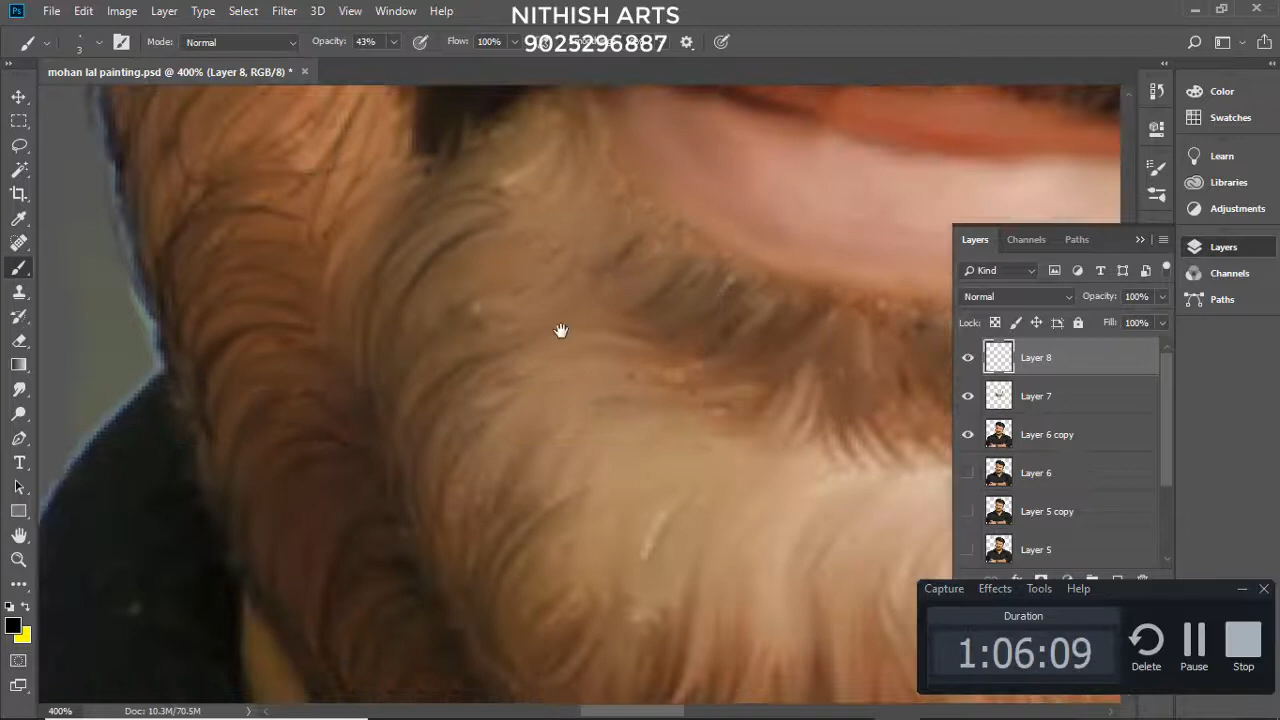 NITHISH ARTS
9025296887
Ps File Edit Image Layer Type Select Filter 3D View Window Help
3 Mode: Normal Opacity: 43% Flow: 100%
mohan lal painting.psd @ 400% (Layer 8, RGB/8) *
Color
Swatches
Learn
Libraries
Adjustments
Layers
Channels
Paths
Layers Channels Paths
Kind
Normal Opacity: 100%
Lock: Fill: 100%
Layer 8
Layer 7
Layer 6 copy
Layer 6
Layer 5 copy
Layer 5
Capture Effects Tools Help
Duration
1:06:09
Delete Pause Stop
400% Doc: 10.3M/70.5M